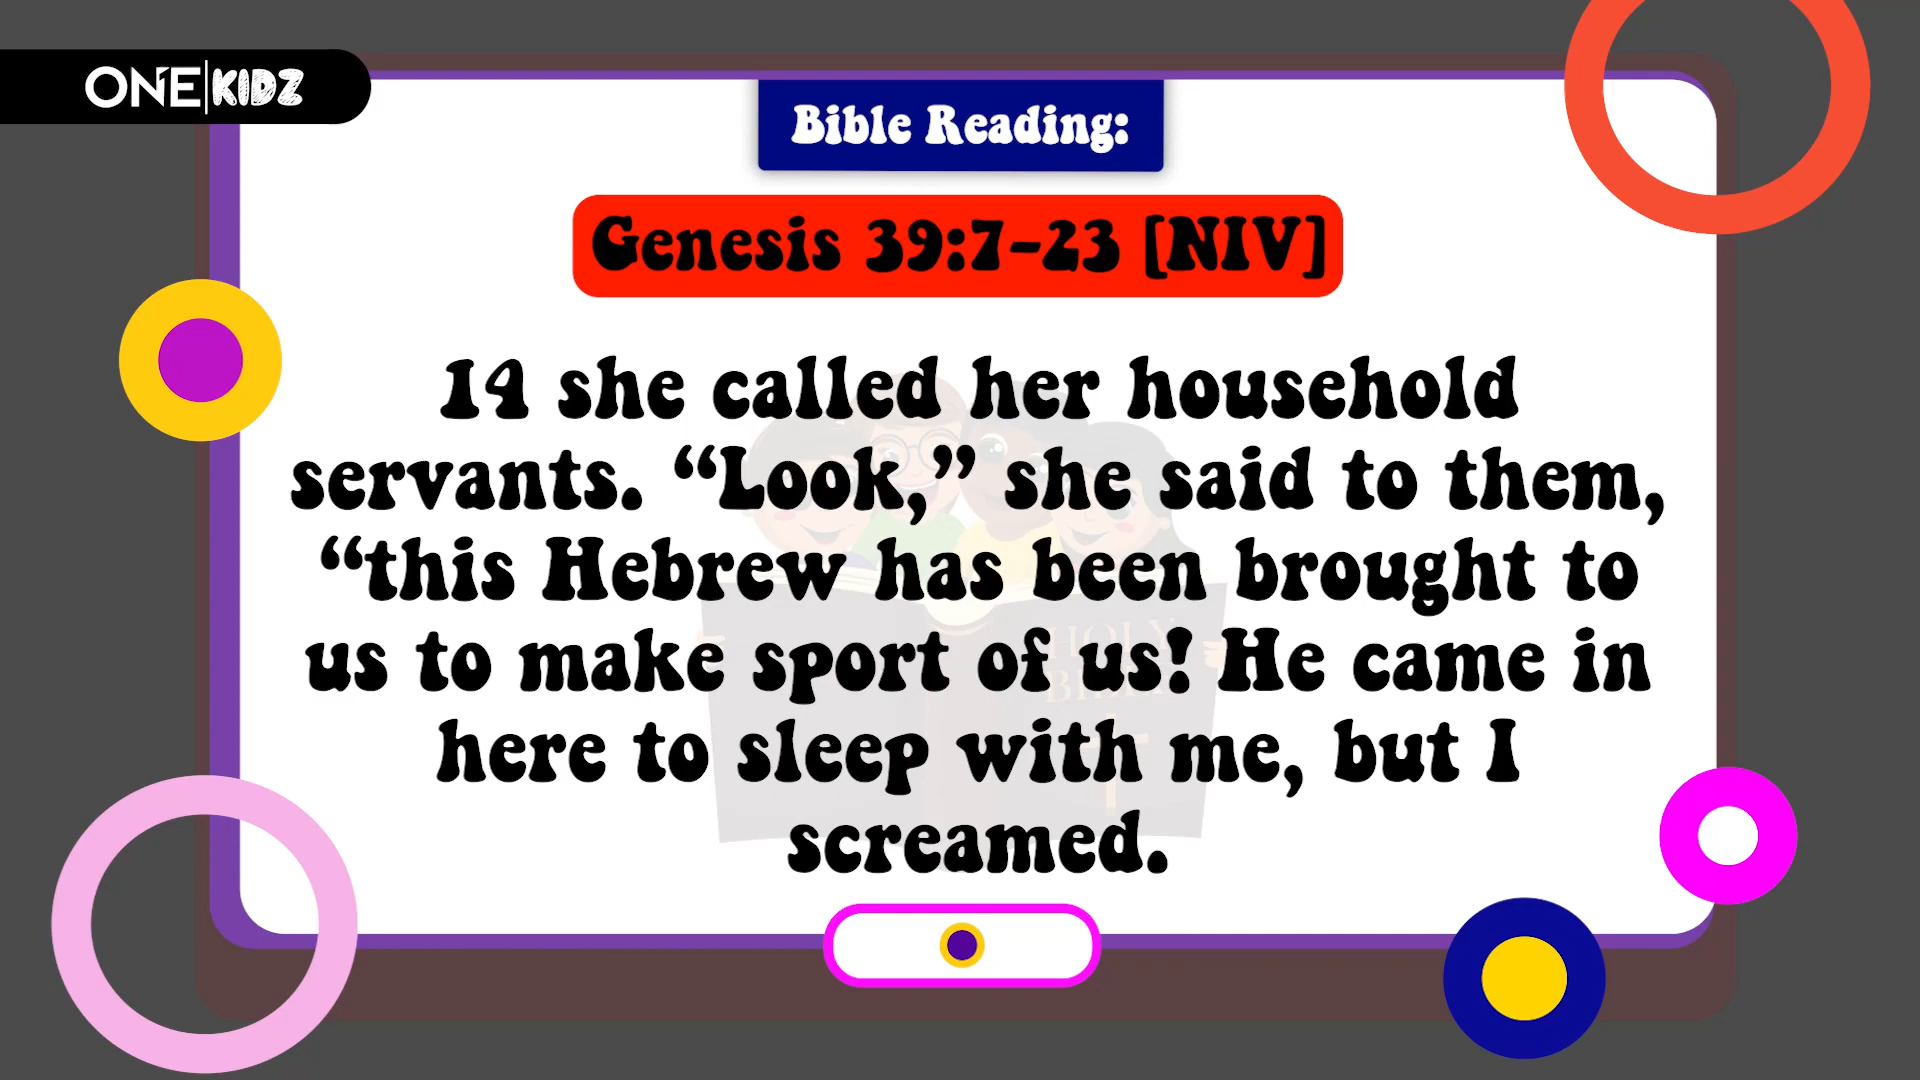 ONE KIDZ
Bible Reading:
Genesis 39:7-23 [NIV]
14 she called her household
servants. “Look,” she said to them,
“this Hebrew has been brought to
us to make sport of us! He came in
here to sleep with me, but I
screamed.
HOLY
BIBLE